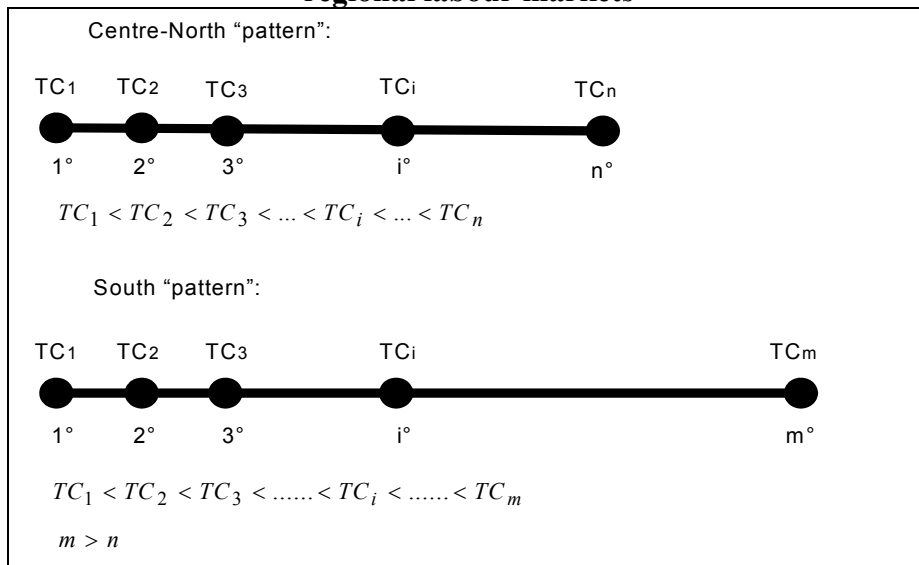 regional labour markets
Centre-North “pattern”:
TC1 TC2 TC3 TCi TCn
1° 2° 3° i° n°
TC1 < TC2 < TC3 < ... < TCi < ... < TCn
South “pattern”:
TC1 TC2 TC3 TCi TCm
1° 2° 3° i° m°
TC1 < TC2 < TC3 < ...... < TCi < ...... < TCm
m > n